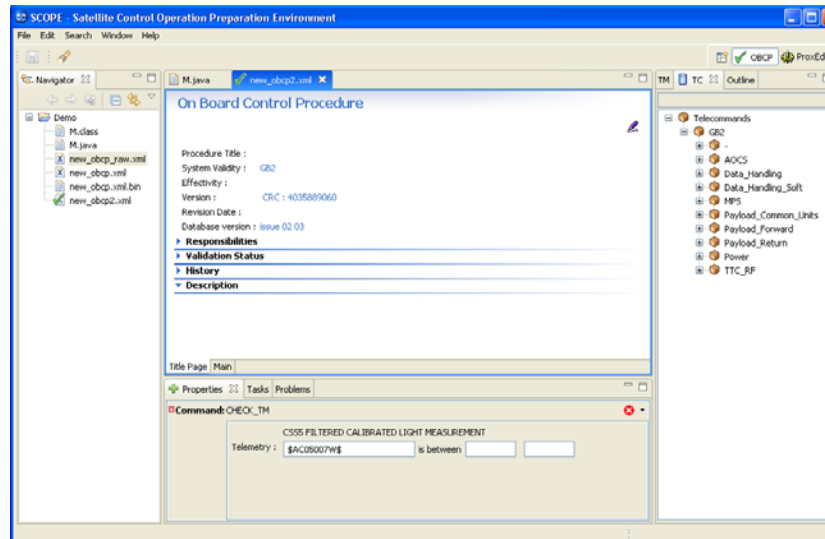 SCOPE - Satellite Control Operation Preparation Environment
File Edit Search Window Help
OBCP ProxEd
Navigator
M.java new_obcp2.xml
TM TC Outline
Demo
M.class
M.java
new_obcp_raw.xml
new_obcp.xml
new_obcp.xml.bin
new_obcp2.xml
On Board Control Procedure
Procedure Title :
System Validity : GB2
Effectivity :
Version : CRC : 4035889060
Revision Date :
Database version : issue 02 03
Responsibilities
Validation Status
History
Description
Title Page Main
Telecommands
GB2
-
AOCS
Data_Handling
Data_Handling_Soft
MPS
Payload_Common_Units
Payload_Forward
Payload_Return
Power
TTC_RF
Properties Tasks Problems
Command: CHECK_TM
CSS5 FILTERED CALIBRATED LIGHT MEASUREMENT
Telemetry : $AC05007W$ is between